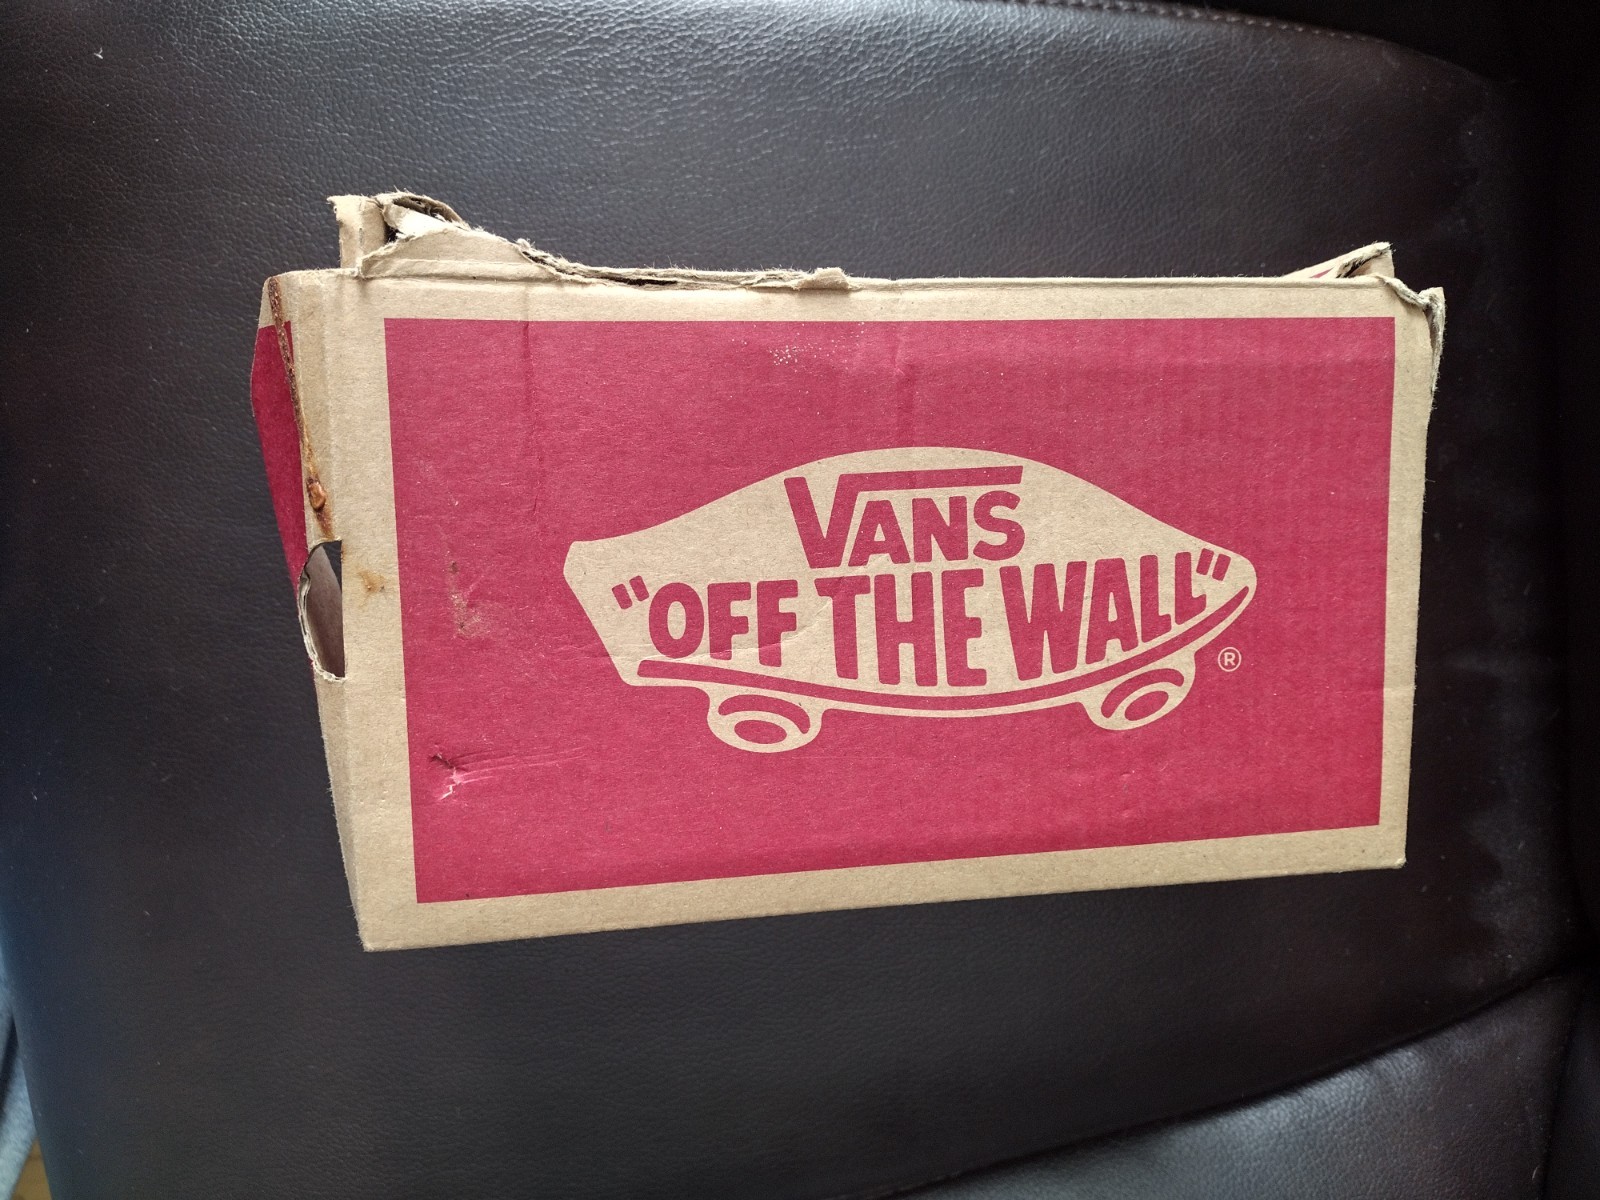 VANS
"OFF THE WALL"
®